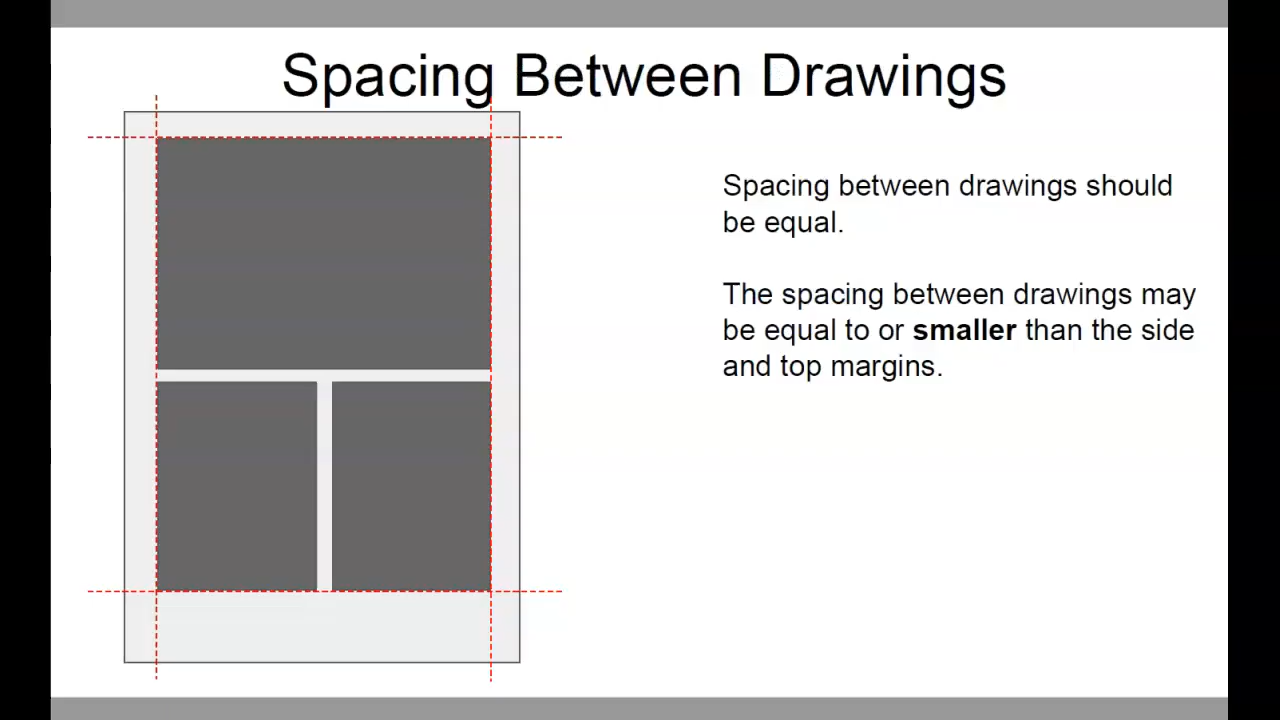 Spacing Between Drawings
Spacing between drawings should
be equal.
The spacing between drawings may
be equal to or smaller than the side
and top margins.